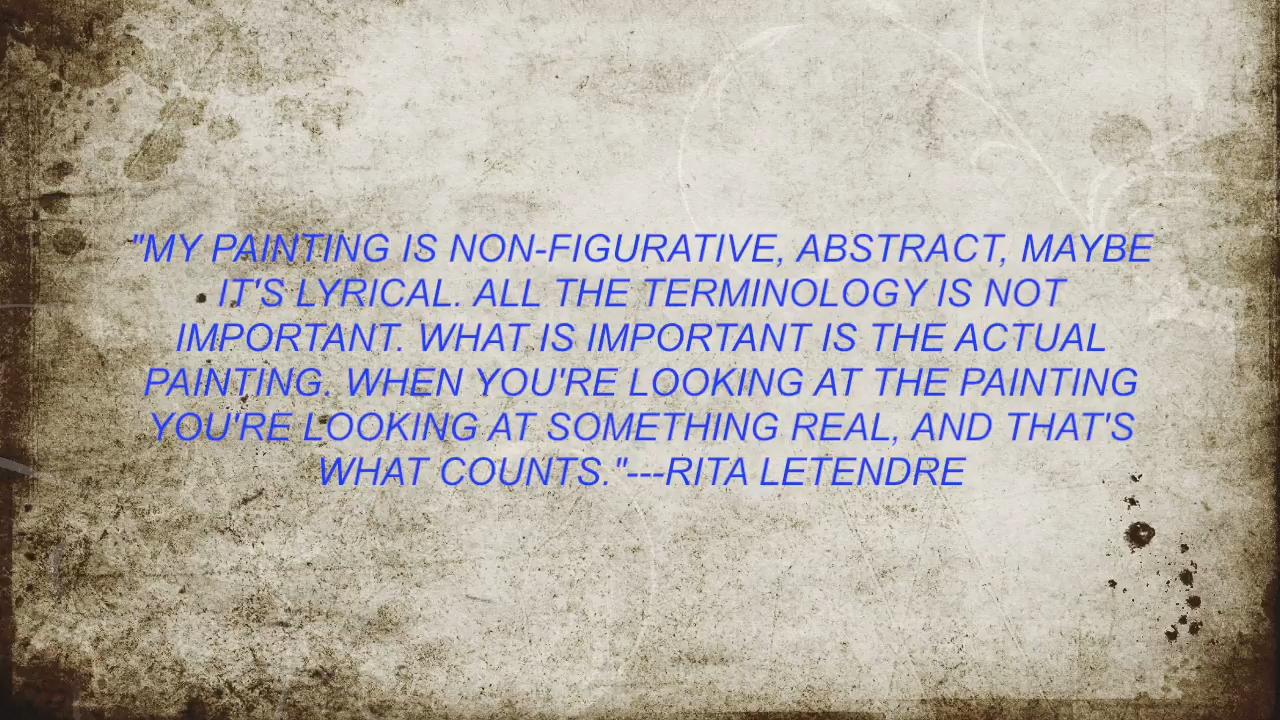 "MY PAINTING IS NON-FIGURATIVE, ABSTRACT, MAYBE
IT'S LYRICAL. ALL THE TERMINOLOGY IS NOT
IMPORTANT. WHAT IS IMPORTANT IS THE ACTUAL
PAINTING. WHEN YOU'RE LOOKING AT THE PAINTING
YOU'RE LOOKING AT SOMETHING REAL, AND THAT'S
WHAT COUNTS."---RITA LETENDRE